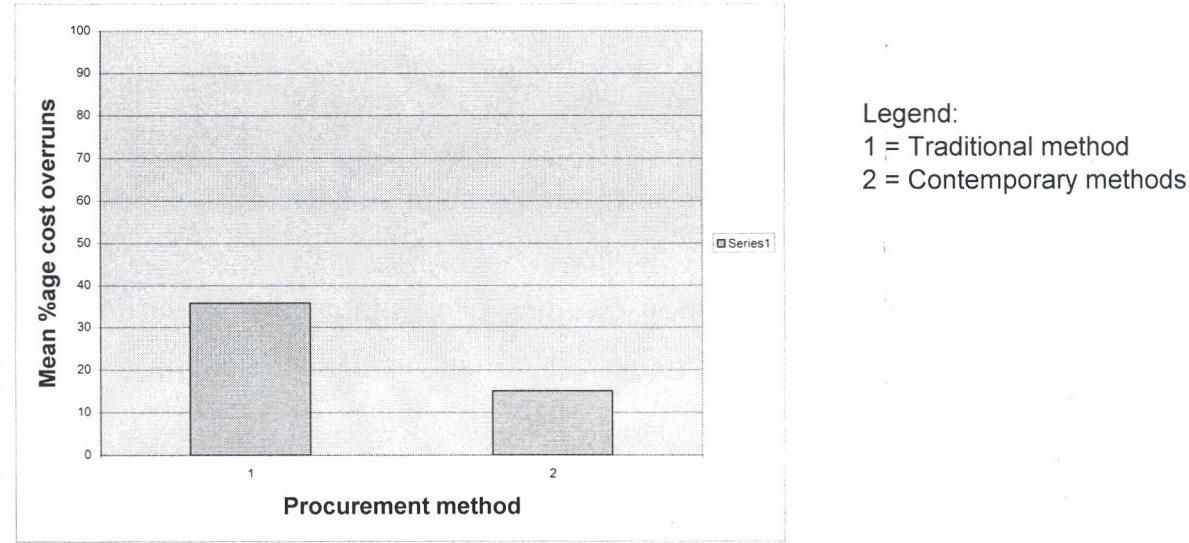 100
90
80
70
60
50
40
30
20
10
0
Mean %age cost overruns
1
2
Procurement method
Series1
Legend:
1 = Traditional method
2 = Contemporary methods